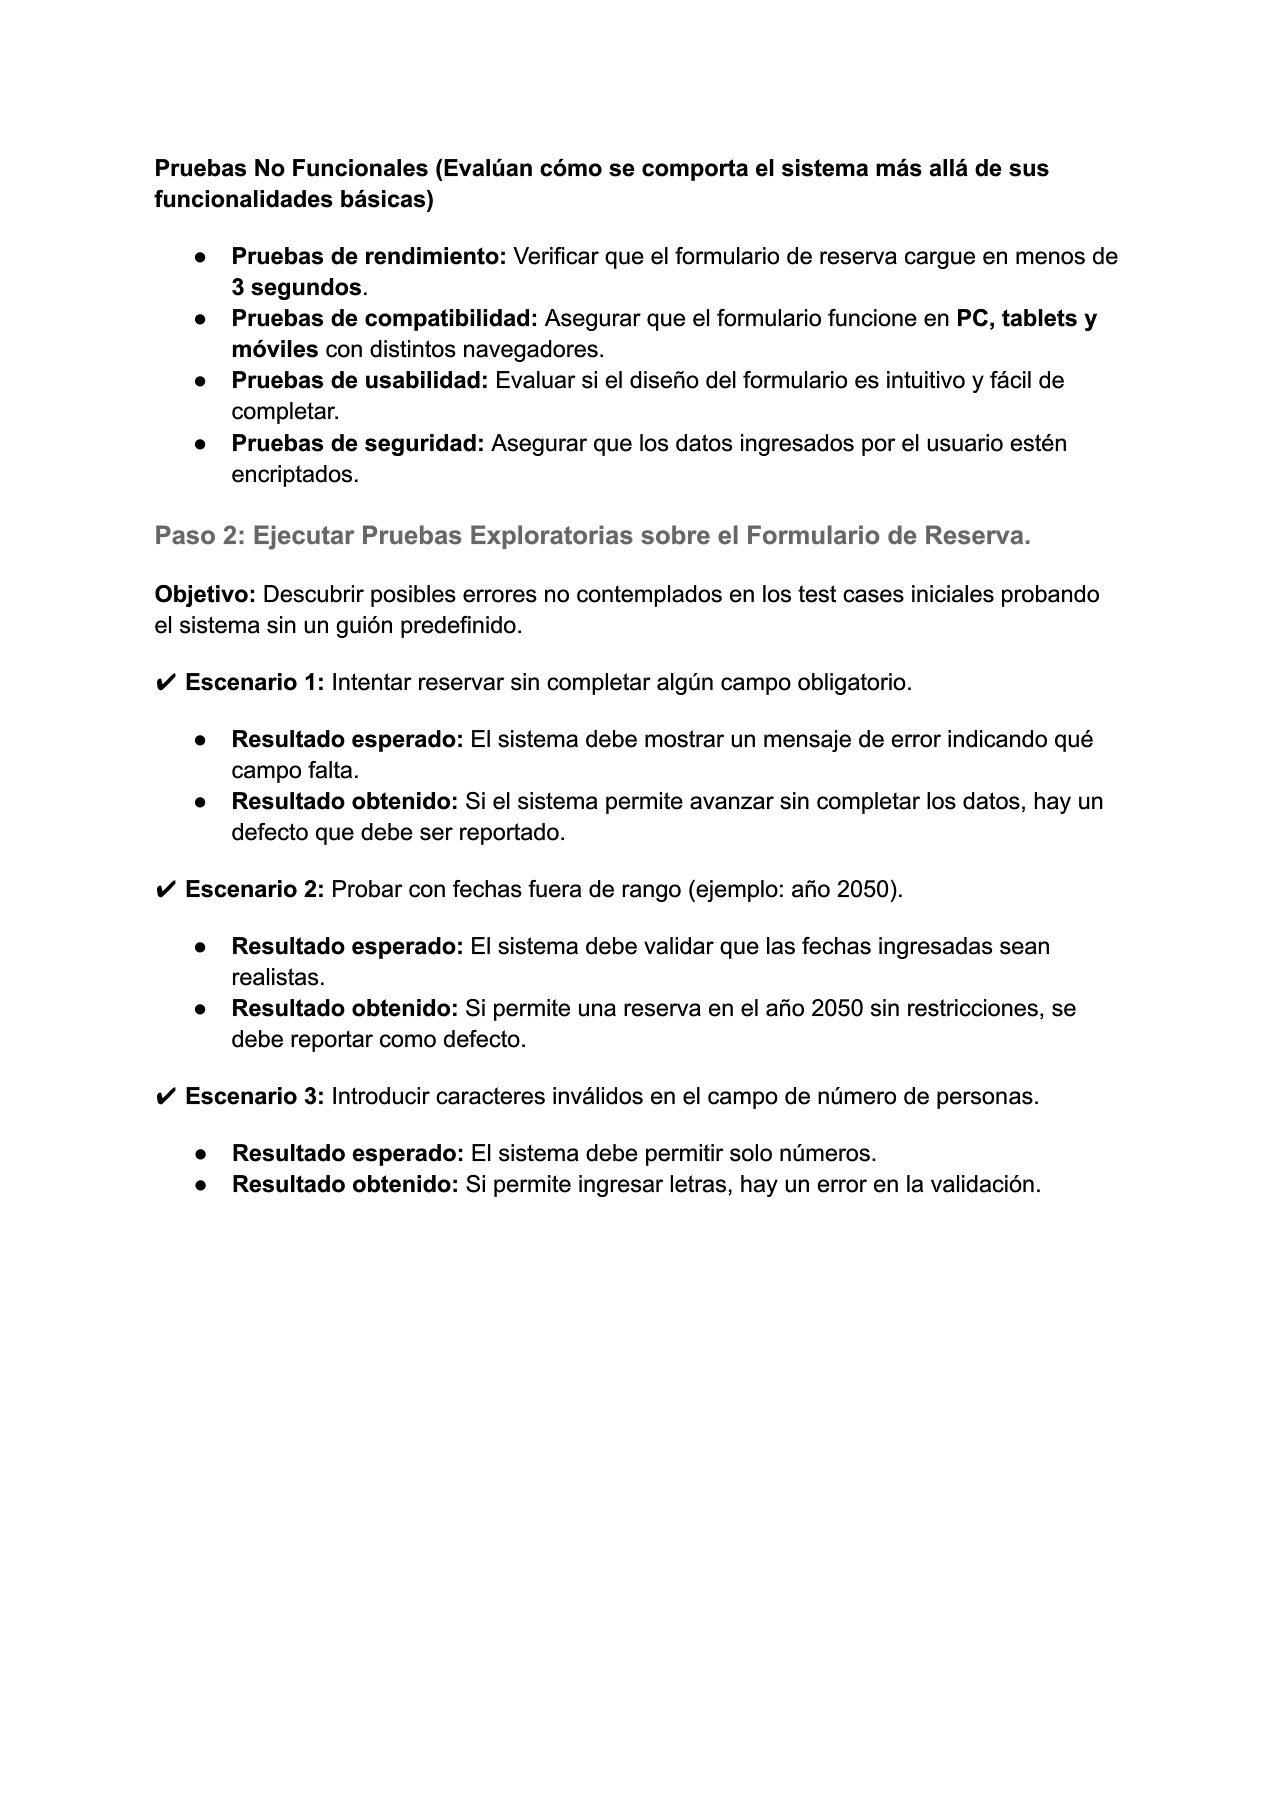 Pruebas No Funcionales (Evalúan cómo se comporta el sistema más allá de sus
funcionalidades básicas)
● Pruebas de rendimiento: Verificar que el formulario de reserva cargue en menos de
3 segundos.
● Pruebas de compatibilidad: Asegurar que el formulario funcione en PC, tablets y
móviles con distintos navegadores.
● Pruebas de usabilidad: Evaluar si el diseño del formulario es intuitivo y fácil de
completar.
● Pruebas de seguridad: Asegurar que los datos ingresados por el usuario estén
encriptados.
Paso 2: Ejecutar Pruebas Exploratorias sobre el Formulario de Reserva.
Objetivo: Descubrir posibles errores no contemplados en los test cases iniciales probando
el sistema sin un guión predefinido.
✔ Escenario 1: Intentar reservar sin completar algún campo obligatorio.
● Resultado esperado: El sistema debe mostrar un mensaje de error indicando qué
campo falta.
● Resultado obtenido: Si el sistema permite avanzar sin completar los datos, hay un
defecto que debe ser reportado.
✔ Escenario 2: Probar con fechas fuera de rango (ejemplo: año 2050).
● Resultado esperado: El sistema debe validar que las fechas ingresadas sean
realistas.
● Resultado obtenido: Si permite una reserva en el año 2050 sin restricciones, se
debe reportar como defecto.
✔ Escenario 3: Introducir caracteres inválidos en el campo de número de personas.
● Resultado esperado: El sistema debe permitir solo números.
● Resultado obtenido: Si permite ingresar letras, hay un error en la validación.